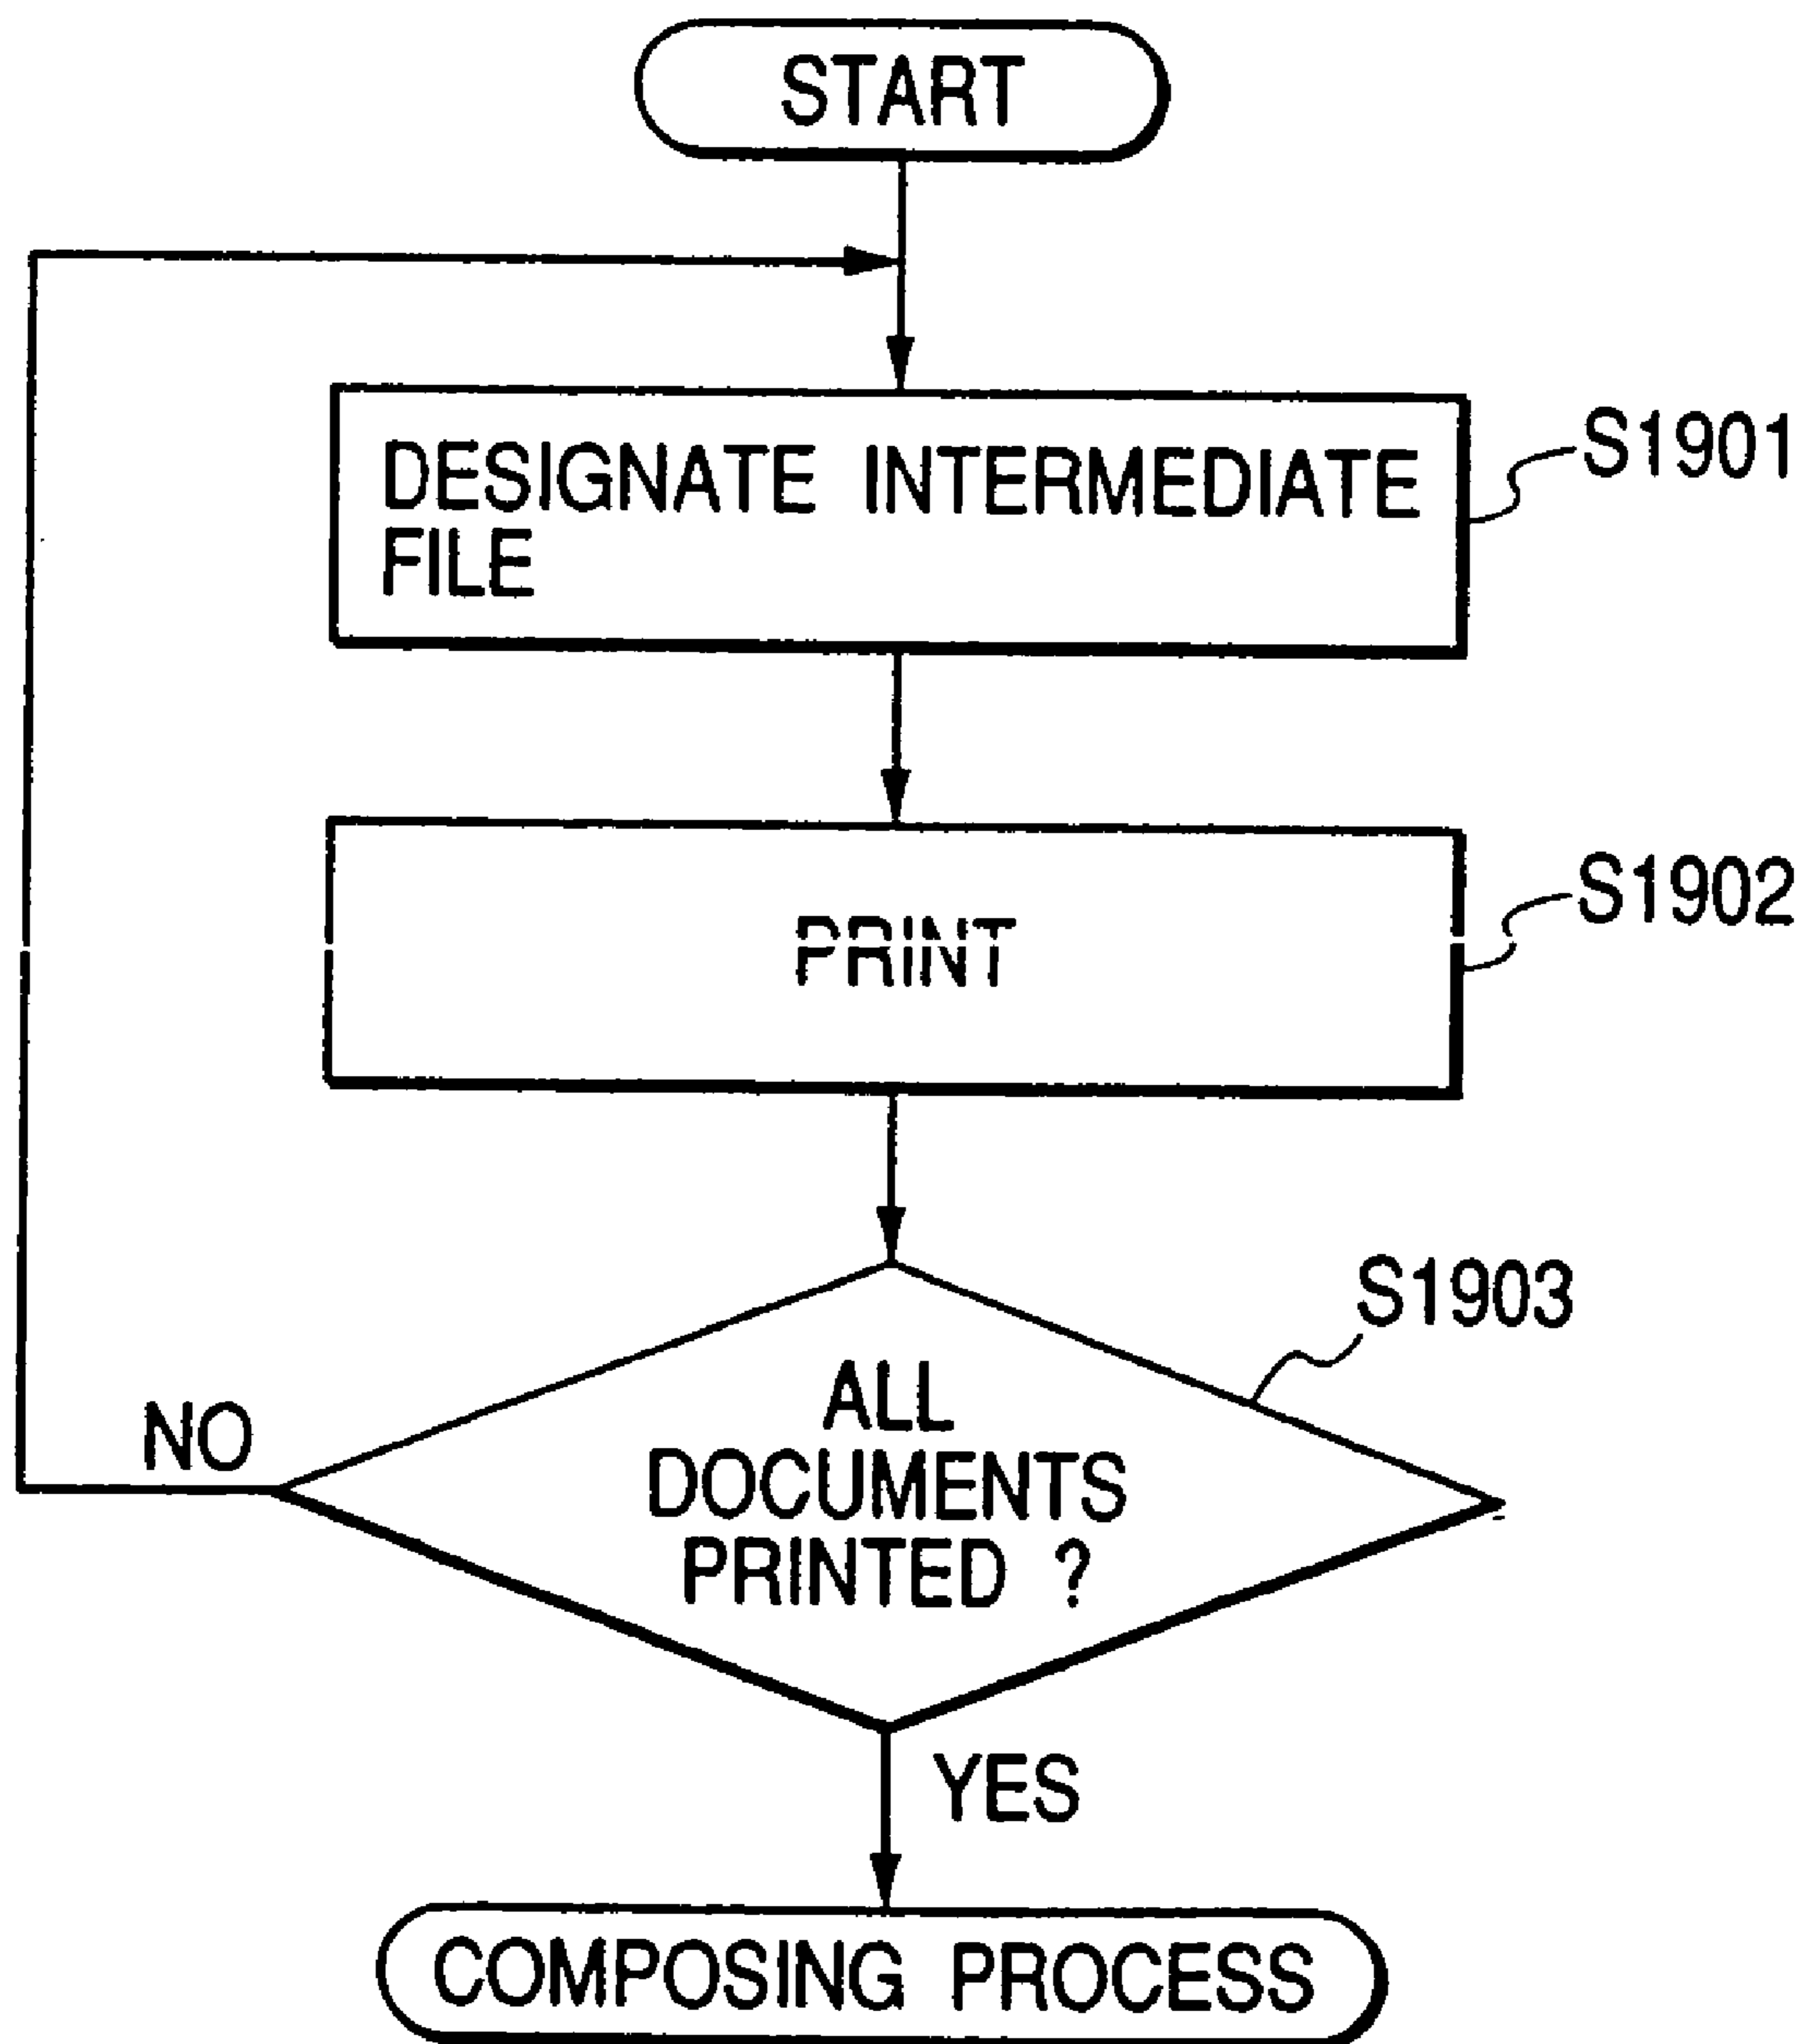 START
DESIGNATE INTERMEDIATE
FILE
S1901
PRINT
S1902
S1903
ALL
DOCUMENTS
PRINTED ?
NO
YES
COMPOSING PROCESS